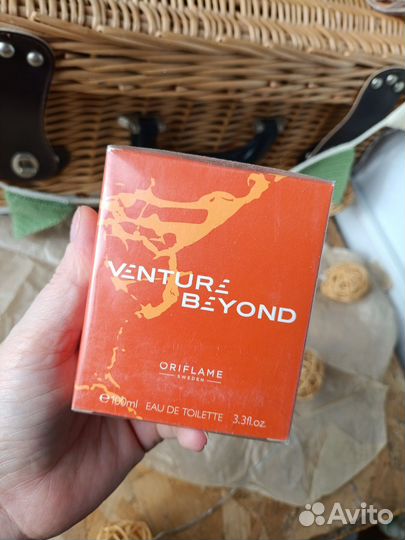 VENTURE
BEYOND
ORIFLAME
SWEDEN
℮100ml EAU DE TOILETTE 3.3fl.oz.
Avito